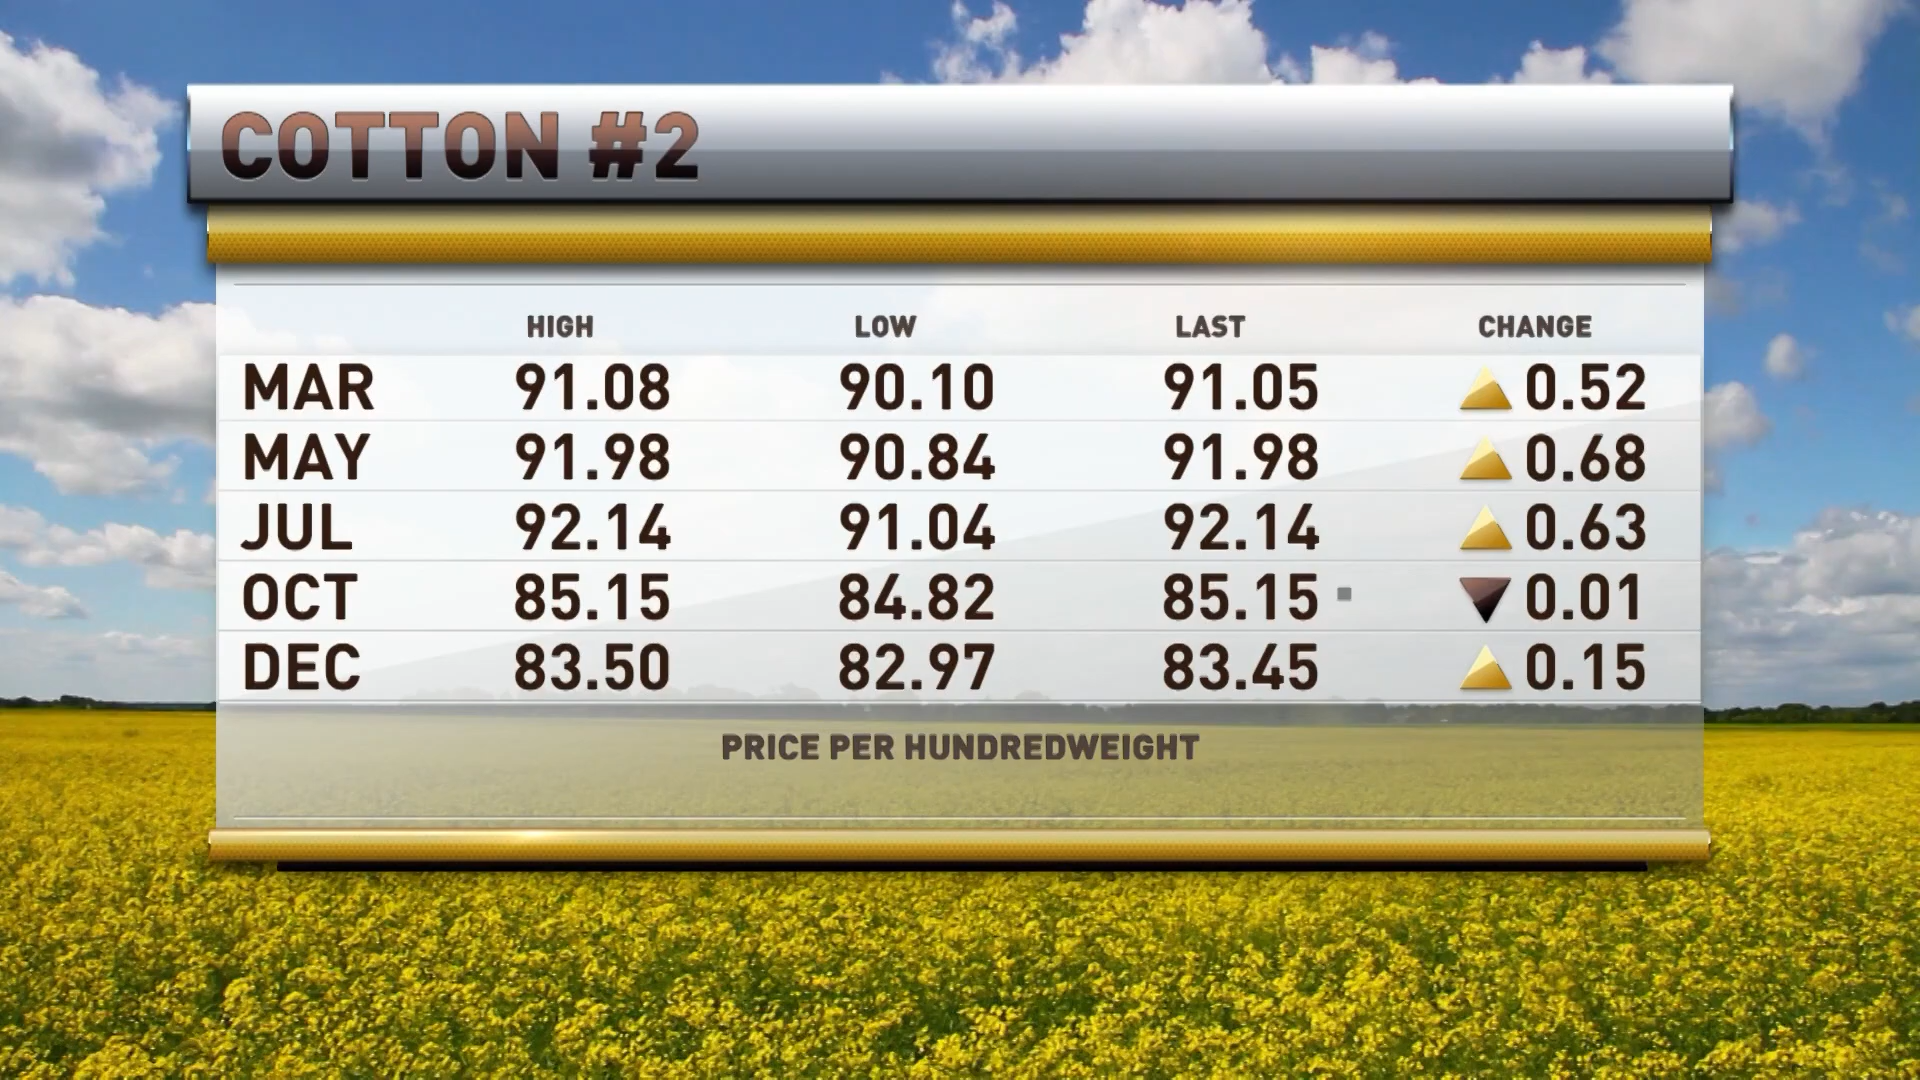 COTTON #2
HIGH LOW LAST CHANGE
MAR 91.08 90.10 91.05 0.52
MAY 91.98 90.84 91.98 0.68
JUL 92.14 91.04 92.14 0.63
OCT 85.15 84.82 85.15 0.01
DEC 83.50 82.97 83.45 0.15
PRICE PER HUNDREDWEIGHT